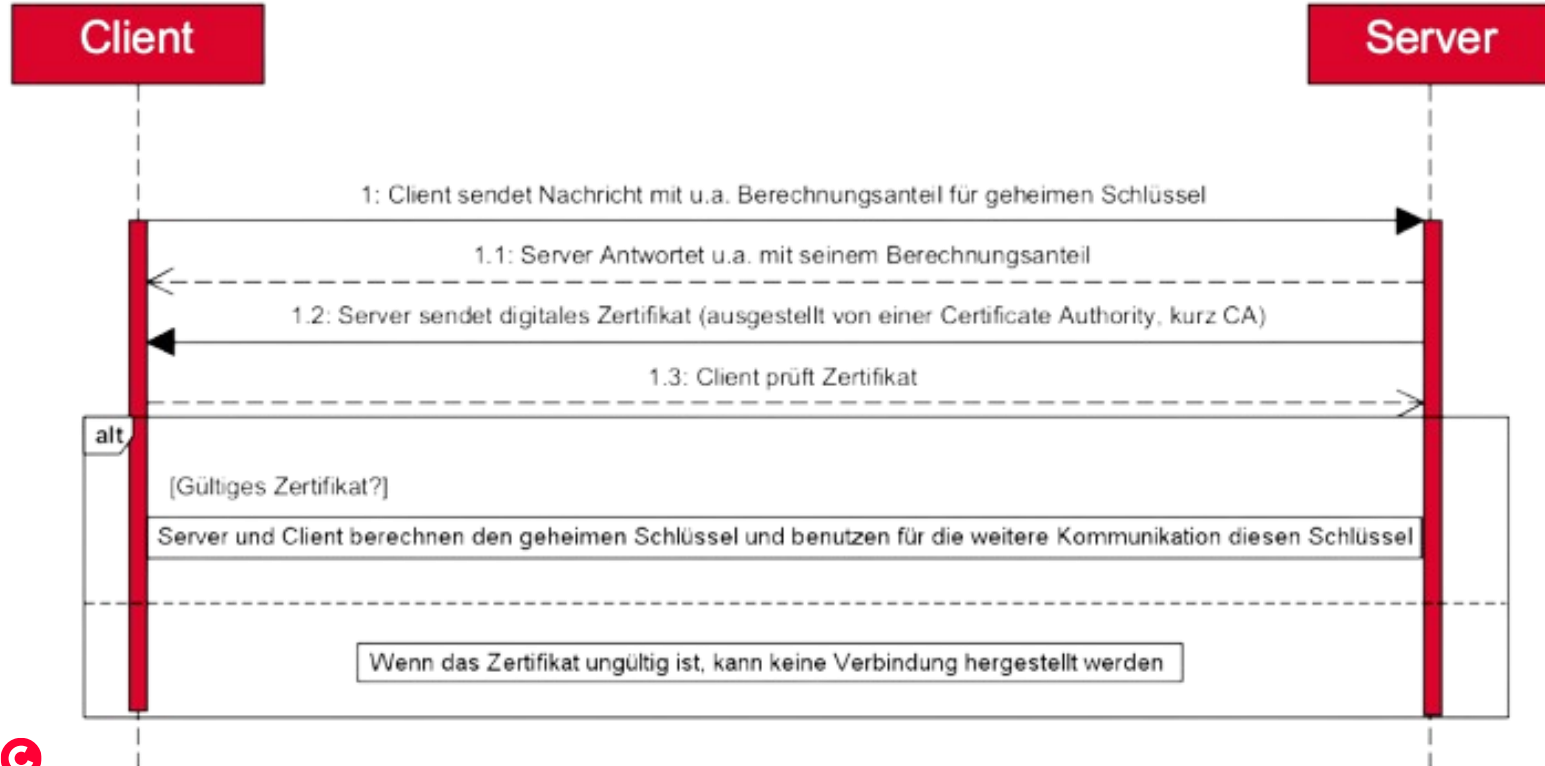 Client
Server
1: Client sendet Nachricht mit u.a. Berechnungsanteil für geheimen Schlüssel
1.1: Server Antwortet u.a. mit seinem Berechnungsanteil
1.2: Server sendet digitales Zertifikat (ausgestellt von einer Certificate Authority, kurz CA)
1.3: Client prüft Zertifikat
alt
[Gültiges Zertifikat?]
Server und Client berechnen den geheimen Schlüssel und benutzen für die weitere Kommunikation diesen Schlüssel
Wenn das Zertifikat ungültig ist, kann keine Verbindung hergestellt werden
C